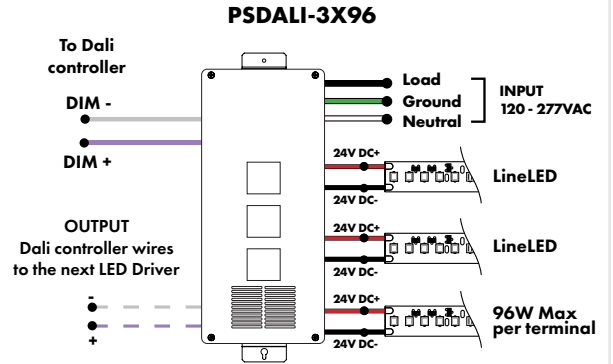 PSDALI-3X96
To Dali
controller
DIM -
DIM +
OUTPUT
Dali controller wires
to the next LED Driver
-
+
Load
Ground
Neutral
INPUT
120 - 277VAC
24V DC+
24V DC-
LineLED
24V DC+
24V DC-
LineLED
24V DC+
24V DC-
96W Max
per terminal